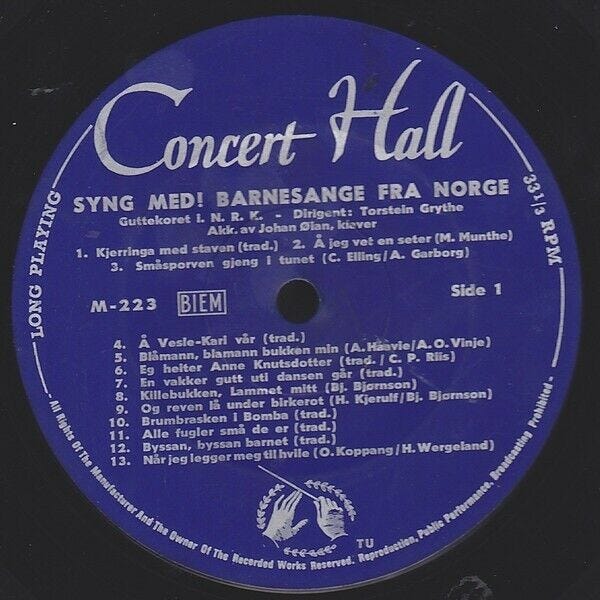 Concert Hall
SYNG MED! BARNESANGE FRA NORGE
Guttekoret i. N. R. K. - Dirigent: Torstein Grythe
Akk. av Johan Øian, klaver
1. Kjerringa med staven (trad.) 2. Å jeg vet en seter (M. Munthe)
3. Småsporven gjeng i tunet (C. Elling/A. Garborg)
LONG PLAYING
33 1/3 RPM
M-223 BIEM Side 1
4. Å Vesle-Kari vår (trad.)
5. Blåmann, blamann bukken min (A. Haavie/A. O. Vinje)
6. Eg heiter Anne Knutsdotter (trad. / C. P. Riis)
7. En vakker gutt uti dansen går (trad.)
8. Killebukken, Lammet mitt (Bj. Bjørnson)
9. Og reven lå under birkerot (H. Kjerulf/Bj. Bjørnson)
10. Brumbrasken i Bomba (trad.)
11. Alle fugler små de er (trad.)
12. Byssan, byssan barnet (trad.)
13. Når jeg legger meg til hvile (O. Koppang/H. Wergeland)
TU
All Rights Of The Manufacturer And The Owner Of The Recorded Works Reserved. Reproduction, Public Performance, Broadcasting Prohibited